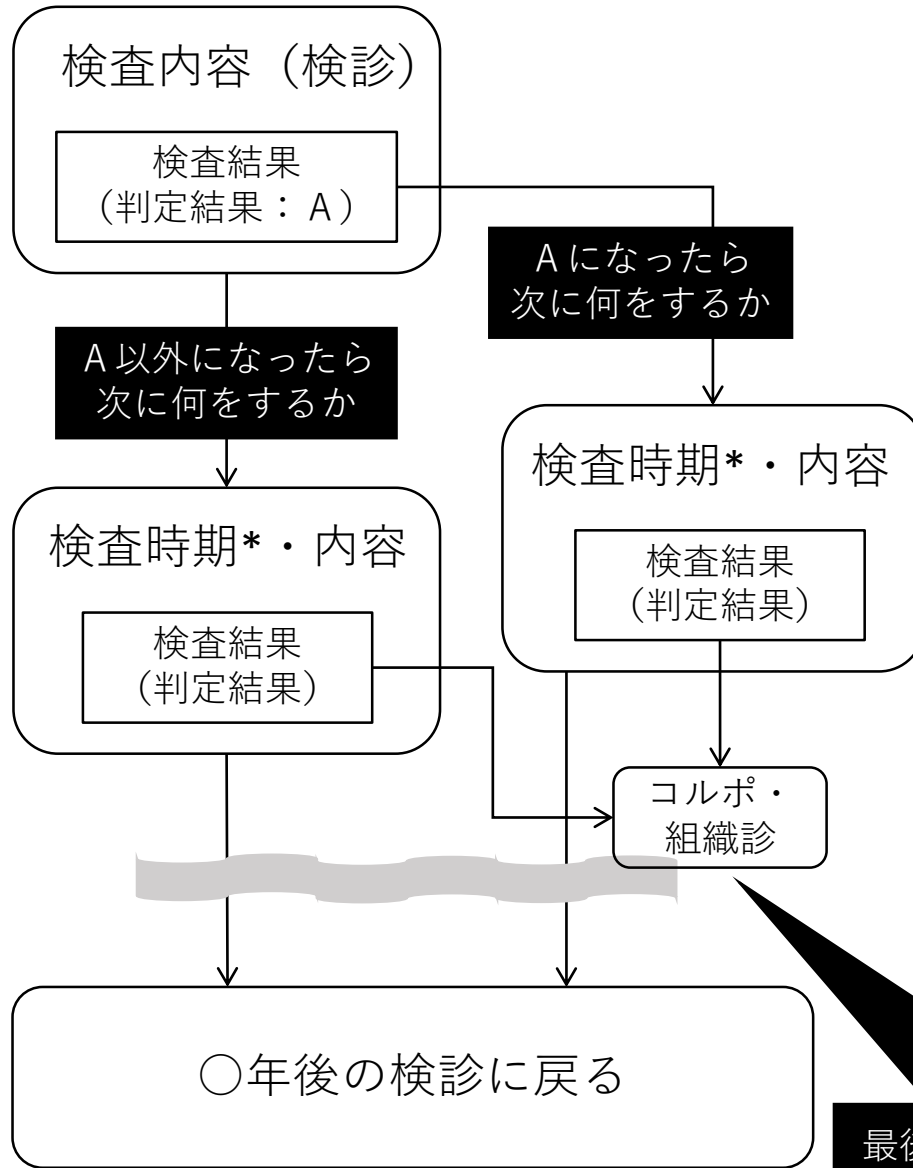 検査内容（検診）
検査結果
（判定結果：A）
Aになったら
次に何をするか
A以外になったら
次に何をするか
検査時期*・内容
検査結果
（判定結果）
検査時期*・内容
検査結果
（判定結果）
コルポ・
組織診
○年後の検診に戻る
最後